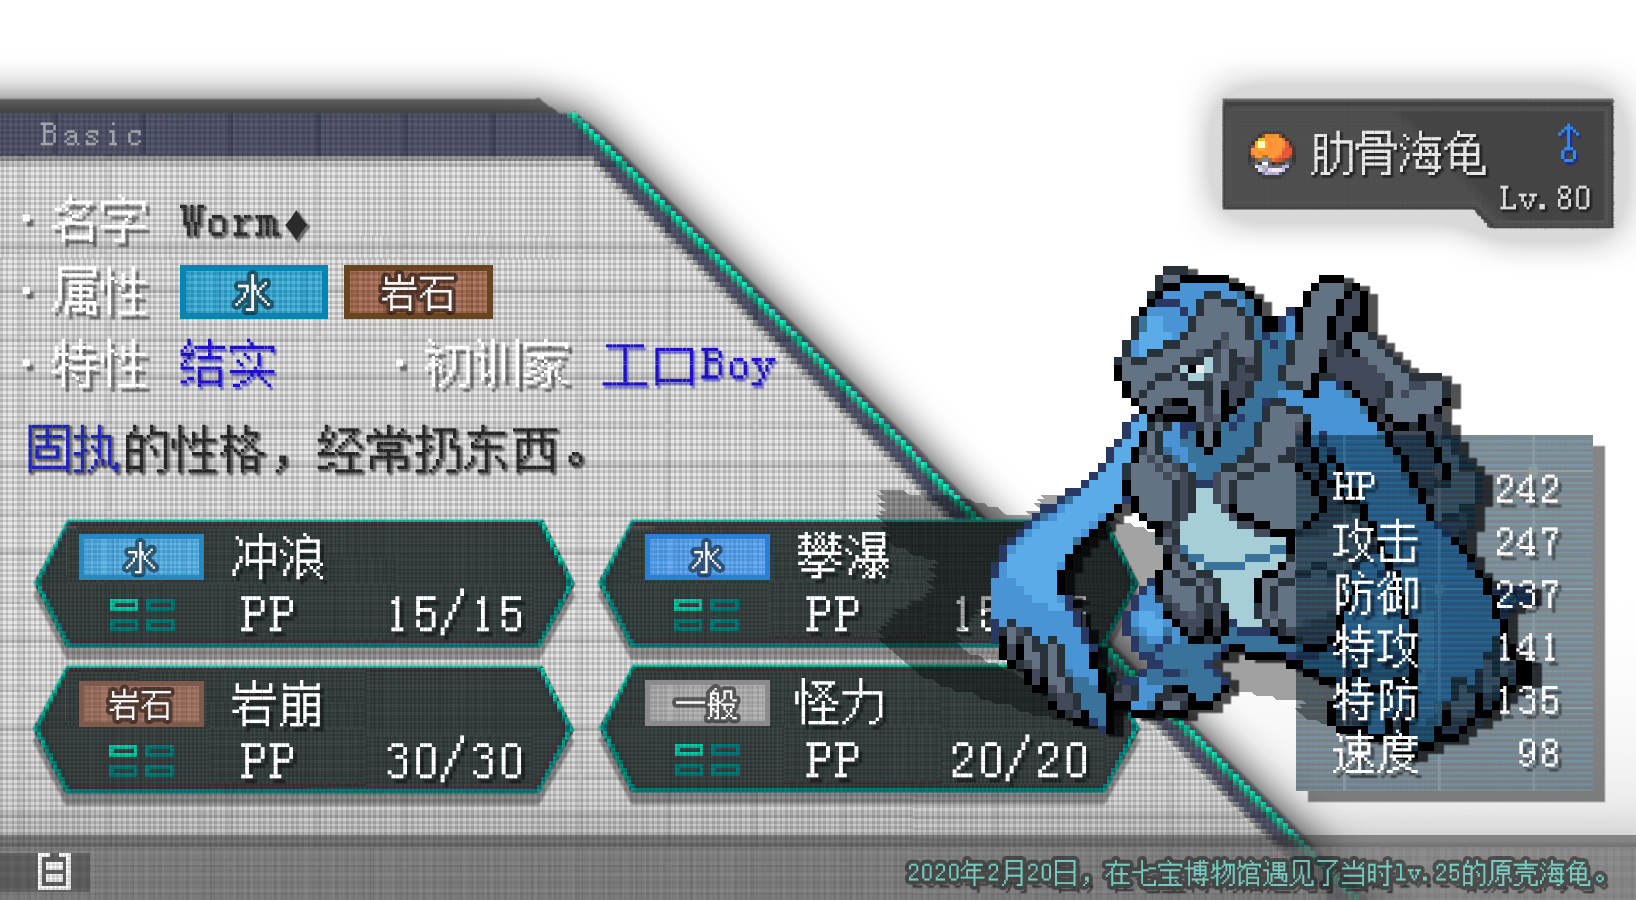 Basic
肋骨海龟 ♂
Lv.80
·名字 Worm♦
·属性 水 岩石
·特性 结实 ·初训家 工口Boy
固执的性格，经常扔东西。
水 冲浪
PP 15/15
水 攀瀑
PP 15
岩石 岩崩
PP 30/30
一般 怪力
PP 20/20
HP 242
攻击 247
防御 237
特攻 141
特防 135
速度 98
2020年2月20日，在七宝博物馆遇见了当时lv.25的原壳海龟。